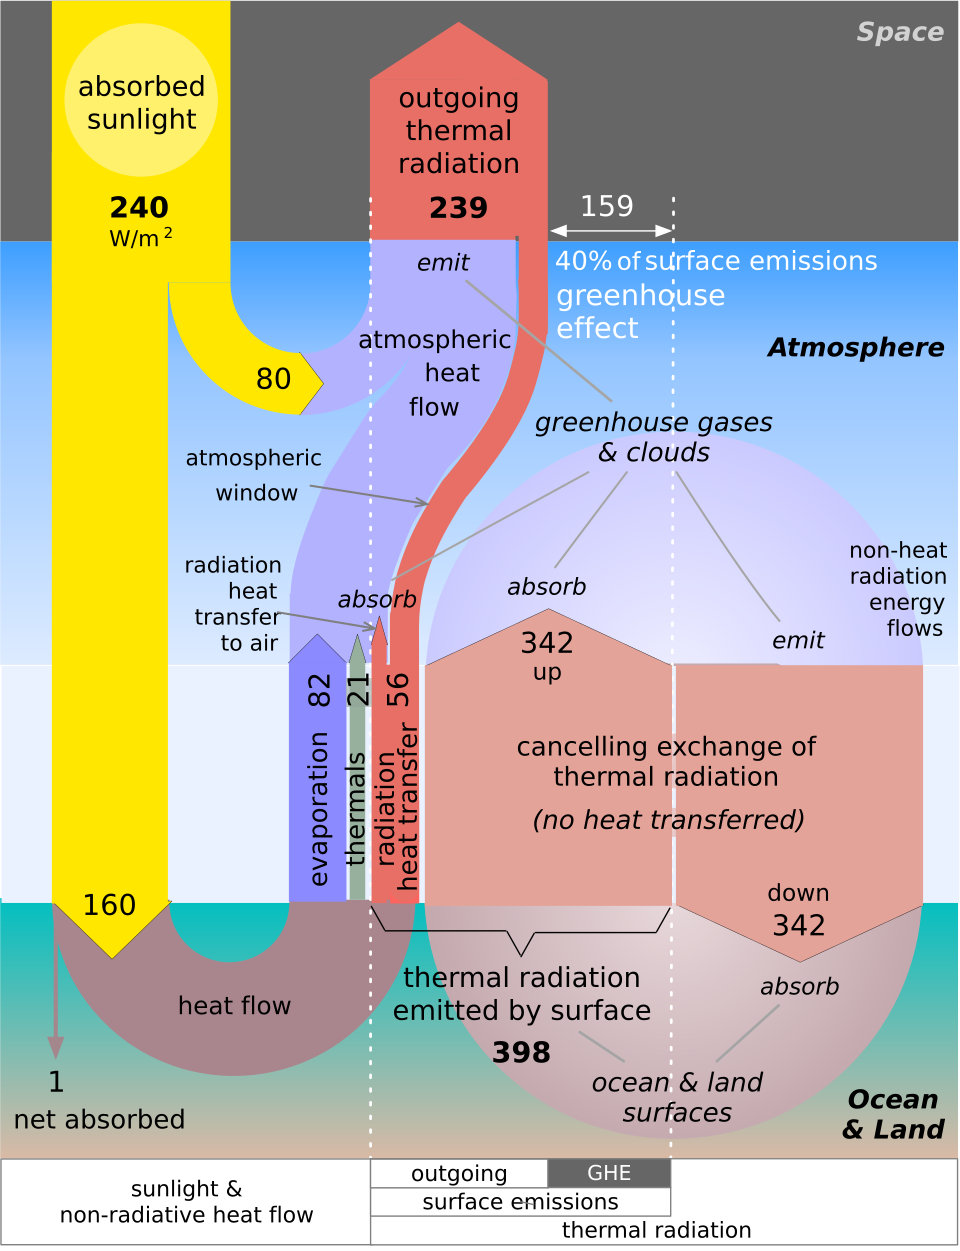 Space
absorbed
sunlight
240
W/m 2
outgoing
thermal
radiation
239
159
emit
40% of surface emissions
greenhouse
effect
Atmosphere
80
atmospheric
heat
flow
greenhouse gases
& clouds
atmospheric
window
radiation
heat
transfer
to air
absorb
absorb
non-heat
radiation
energy
flows
emit
342
up
82
21
56
evaporation
thermals
radiation
heat transfer
cancelling exchange of
thermal radiation
(no heat transferred)
down
342
160
heat flow
thermal radiation
emitted by surface
398
absorb
ocean & land
surfaces
1
net absorbed
Ocean
& Land
sunlight &
non-radiative heat flow
outgoing
GHE
surface emissions
thermal radiation